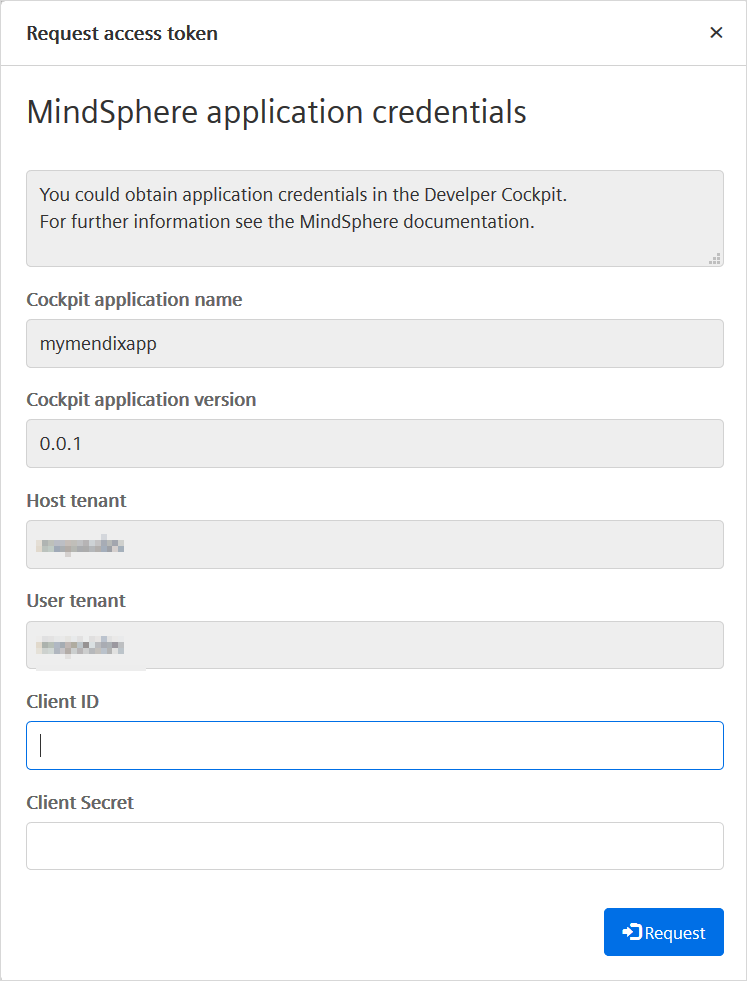 Request access token
MindSphere application credentials
You could obtain application credentials in the Develper Cockpit.
For further information see the MindSphere documentation.
Cockpit application name
mymendixapp
Cockpit application version
0.0.1
Host tenant
User tenant
Client ID
Client Secret
Request